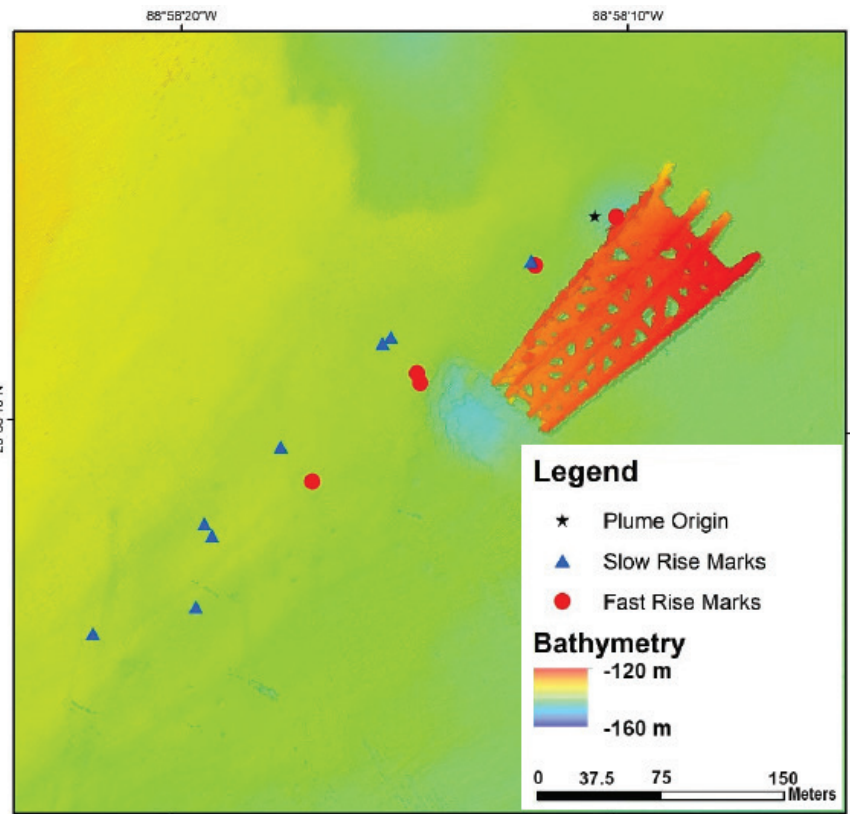 88°58'20"W
88°58'10"W
Legend
Plume Origin
Slow Rise Marks
Fast Rise Marks
Bathymetry
-120 m
-160 m
0 37.5 75 150
Meters